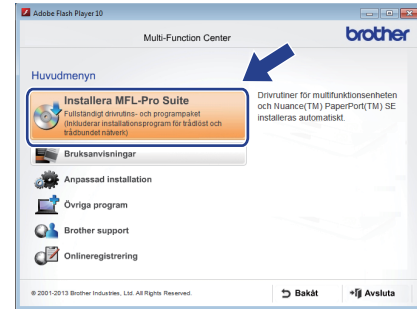 Adobe Flash Player 10
Multi-Function Center
brother
Huvudmenyn
Installera MFL-Pro Suite
Fullständigt drivrutins- och programpaket
(Inkluderar installationsprogram för trådlöst och
trådbundet nätverk)
Drivrutiner för multifunktionsenheten
och Nuance(TM) PaperPort(TM) SE
installeras automatiskt.
Bruksanvisningar
Anpassad installation
Övriga program
Brother support
Onlineregistrering
© 2001-2013 Brother Industries, Ltd. All Rights Reserved.
Bakåt
Avsluta